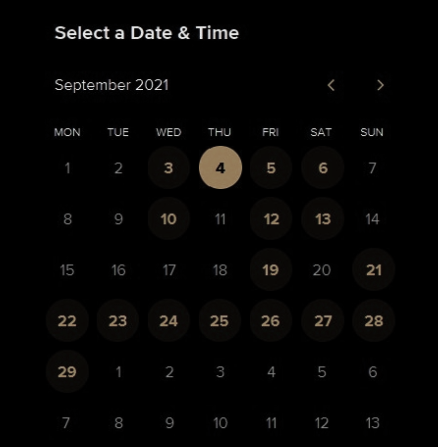 Select a Date & Time
September 2021
MON TUE WED THU FRI SAT SUN
1 2 3 4 5 6 7
8 9 10 11 12 13 14
15 16 17 18 19 20 21
22 23 24 25 26 27 28
29 1 2 3 4 5 6
7 8 9 10 11 12 13